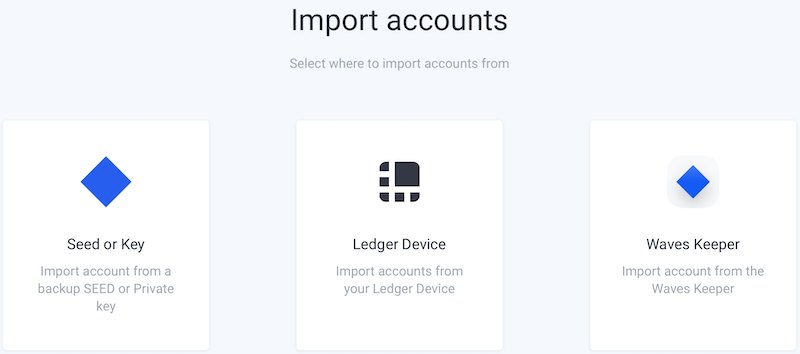 Import accounts
Select where to import accounts from
Seed or Key
Import account from a
backup SEED or Private
key
Ledger Device
Import accounts from
your Ledger Device
Waves Keeper
Import account from the
Waves Keeper